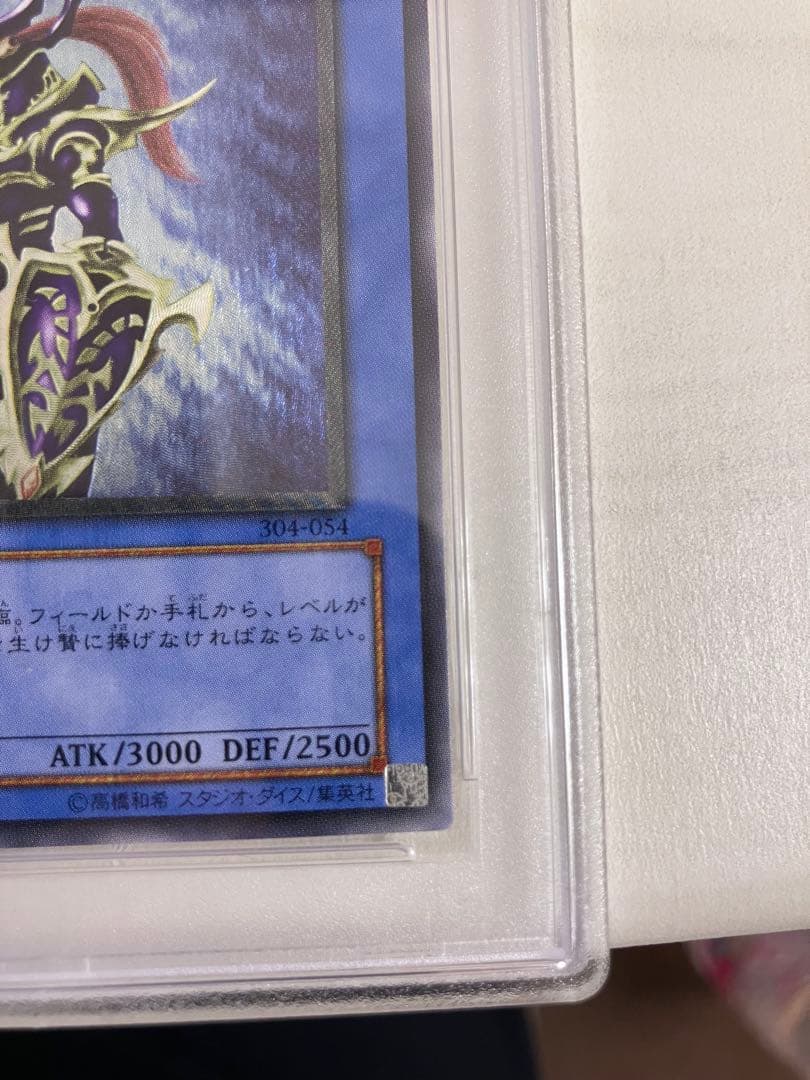 304-054
臨。フィールドか手札から、レベルが
生け贄に捧げなければならない。
ATK/3000 DEF/2500
©高橋和希 スタジオ・ダイス/集英社